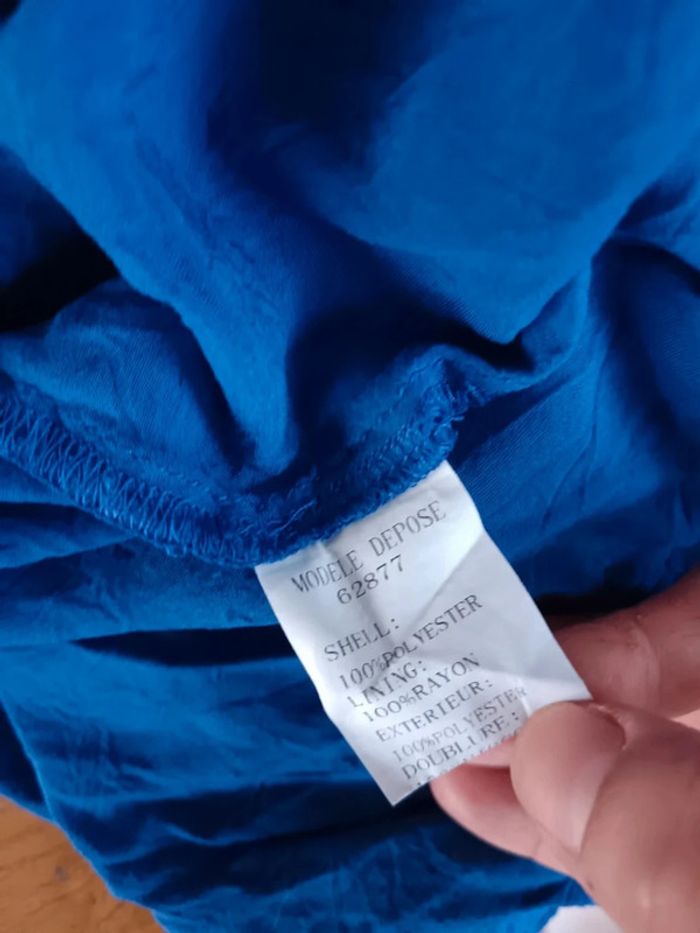 MODELE DEPOSE
62877
SHELL:
100%POLYESTER
LINING:
100%RAYON
EXTERIEUR:
100%POLYESTER
DOUBLURE: